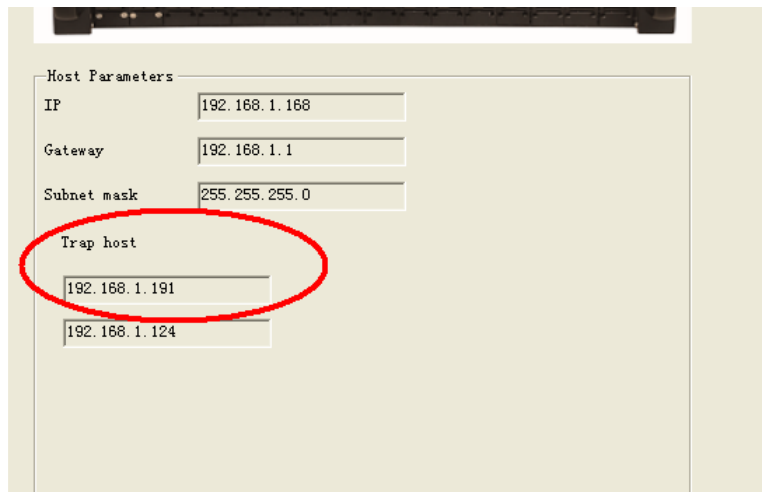 Host Parameters
IP 192.168.1.168
Gateway 192.168.1.1
Subnet mask 255.255.255.0
Trap host
192.168.1.191
192.168.1.124